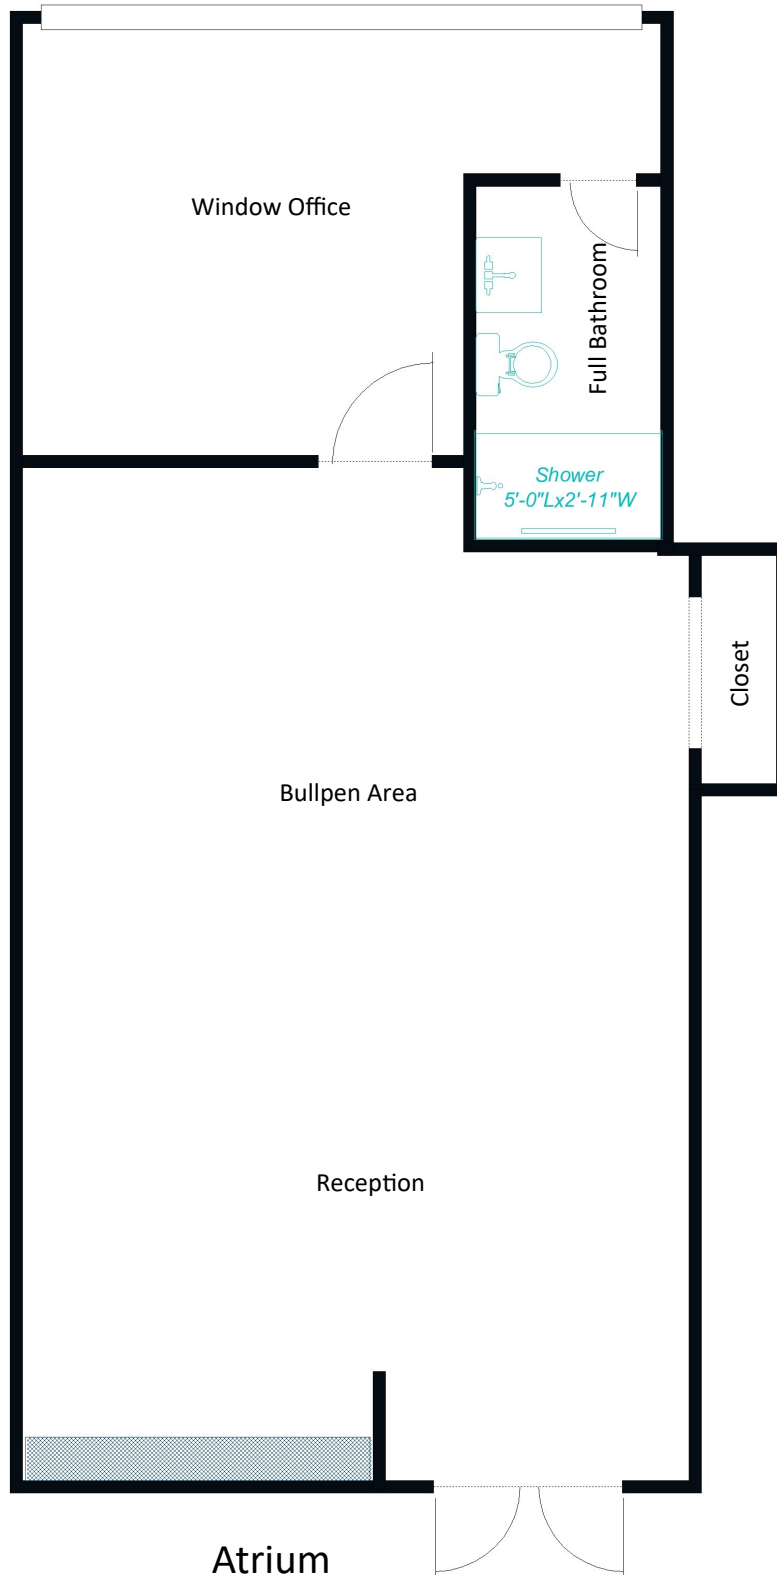 Window Office
Full Bathroom
Shower
5'-0"Lx2'-11"W
Closet
Bullpen Area
Reception
Atrium